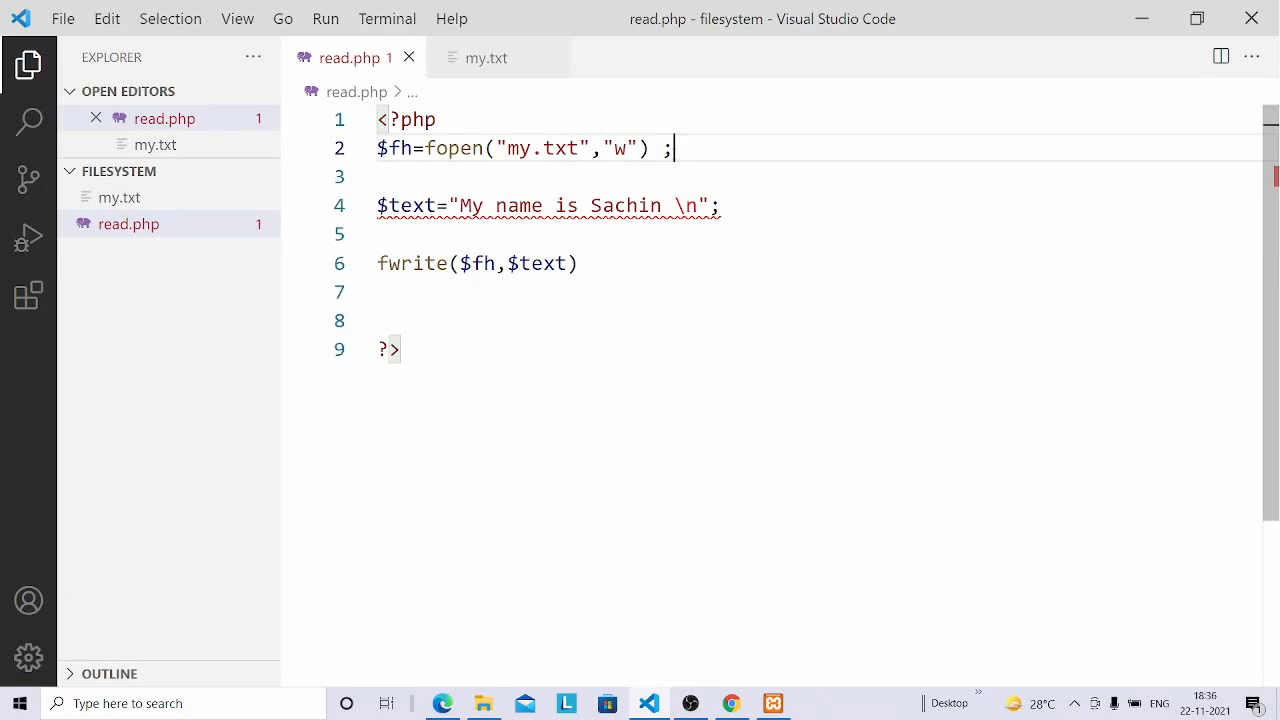 File Edit Selection View Go Run Terminal Help read.php - filesystem - Visual Studio Code
EXPLORER
read.php 1
my.txt
OPEN EDITORS
read.php 1
my.txt
FILESYSTEM
my.txt
read.php 1
OUTLINE
read.php > ...
1 <?php
2 $fh=fopen("my.txt","w") ;
3
4 $text="My name is Sachin \n";
5
6 fwrite($fh,$text)
7
8
9 ?>
Type here to search
Desktop
28°C
ENG
18:36
22-11-2021
1